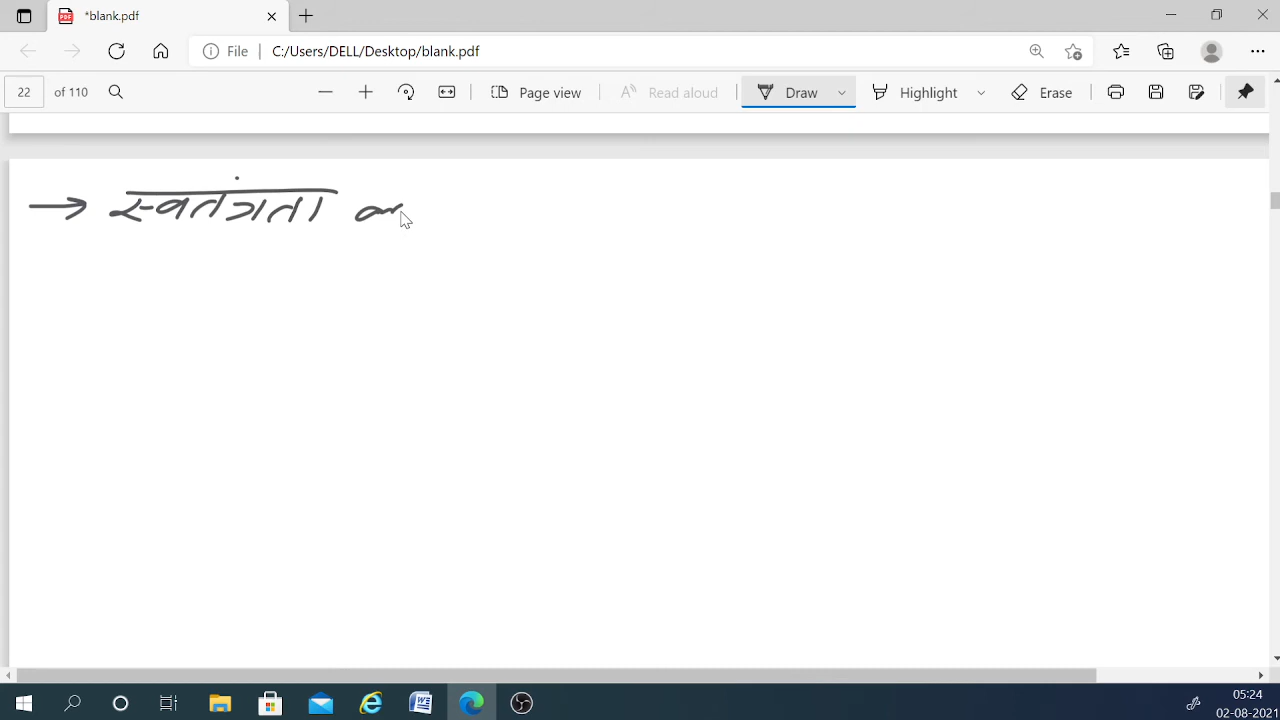 *blank.pdf
File C:/Users/DELL/Desktop/blank.pdf
22 of 110 Page view Read aloud Draw Highlight Erase
→ स्वतंत्रता
05:24
02-08-2021